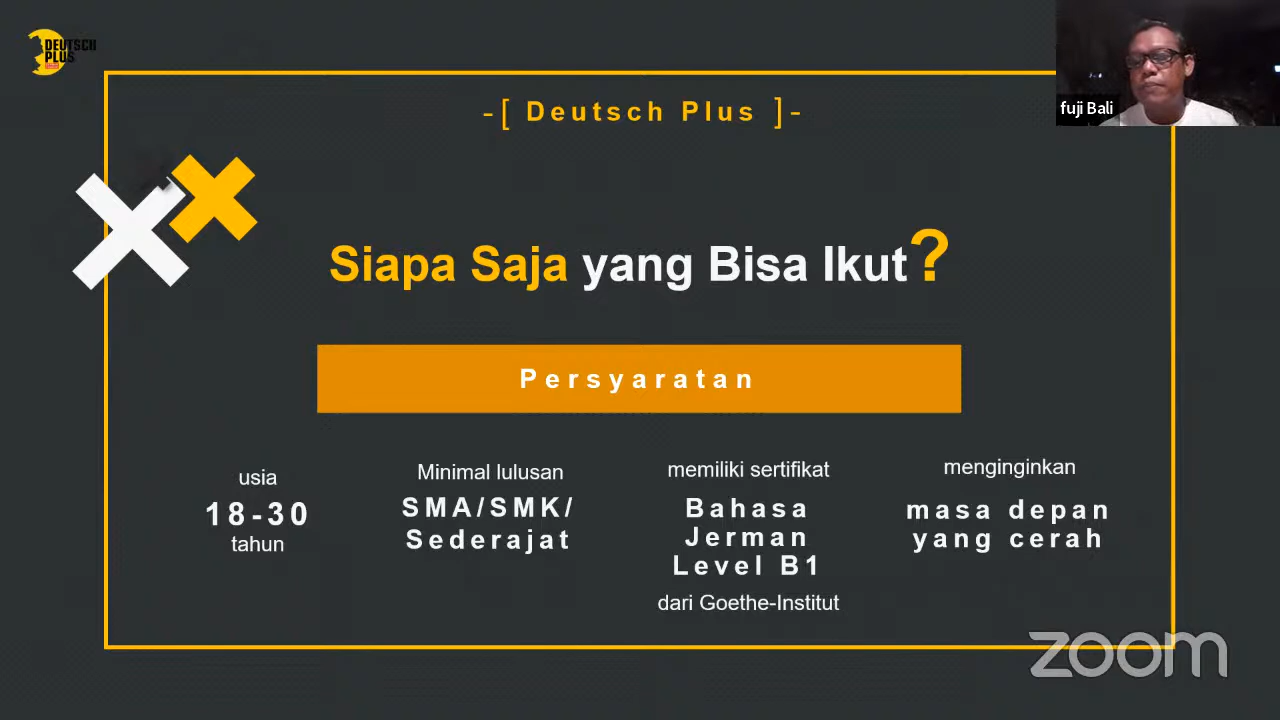 DEUTSCH
PLUS
fuji Bali
-[ Deutsch Plus ]-
Siapa Saja yang Bisa Ikut?
Persyaratan
usia
18-30
tahun
Minimal lulusan
SMA/SMK/
Sederajat
memiliki sertifikat
Bahasa
Jerman
Level B1
dari Goethe-Institut
menginginkan
masa depan
yang cerah
zoom